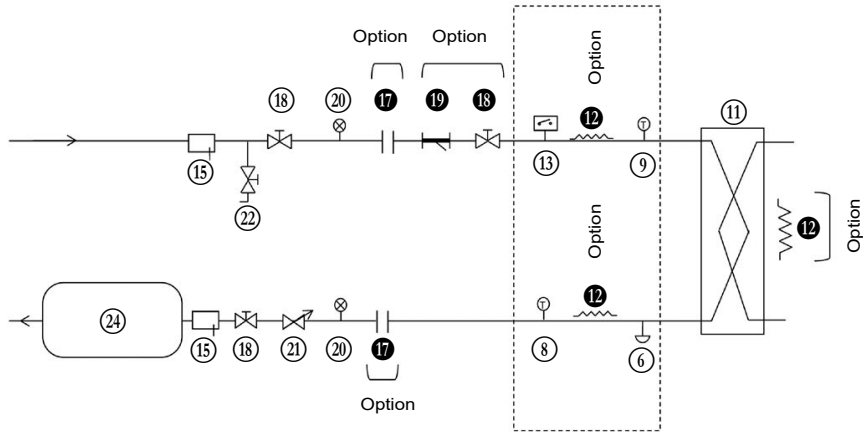 Option Option
Option
18 20 17 19 18 12 11
T
15 13 9
22
12
Option
Option
12
T
24
15 18 21 20 17 8 6
Option